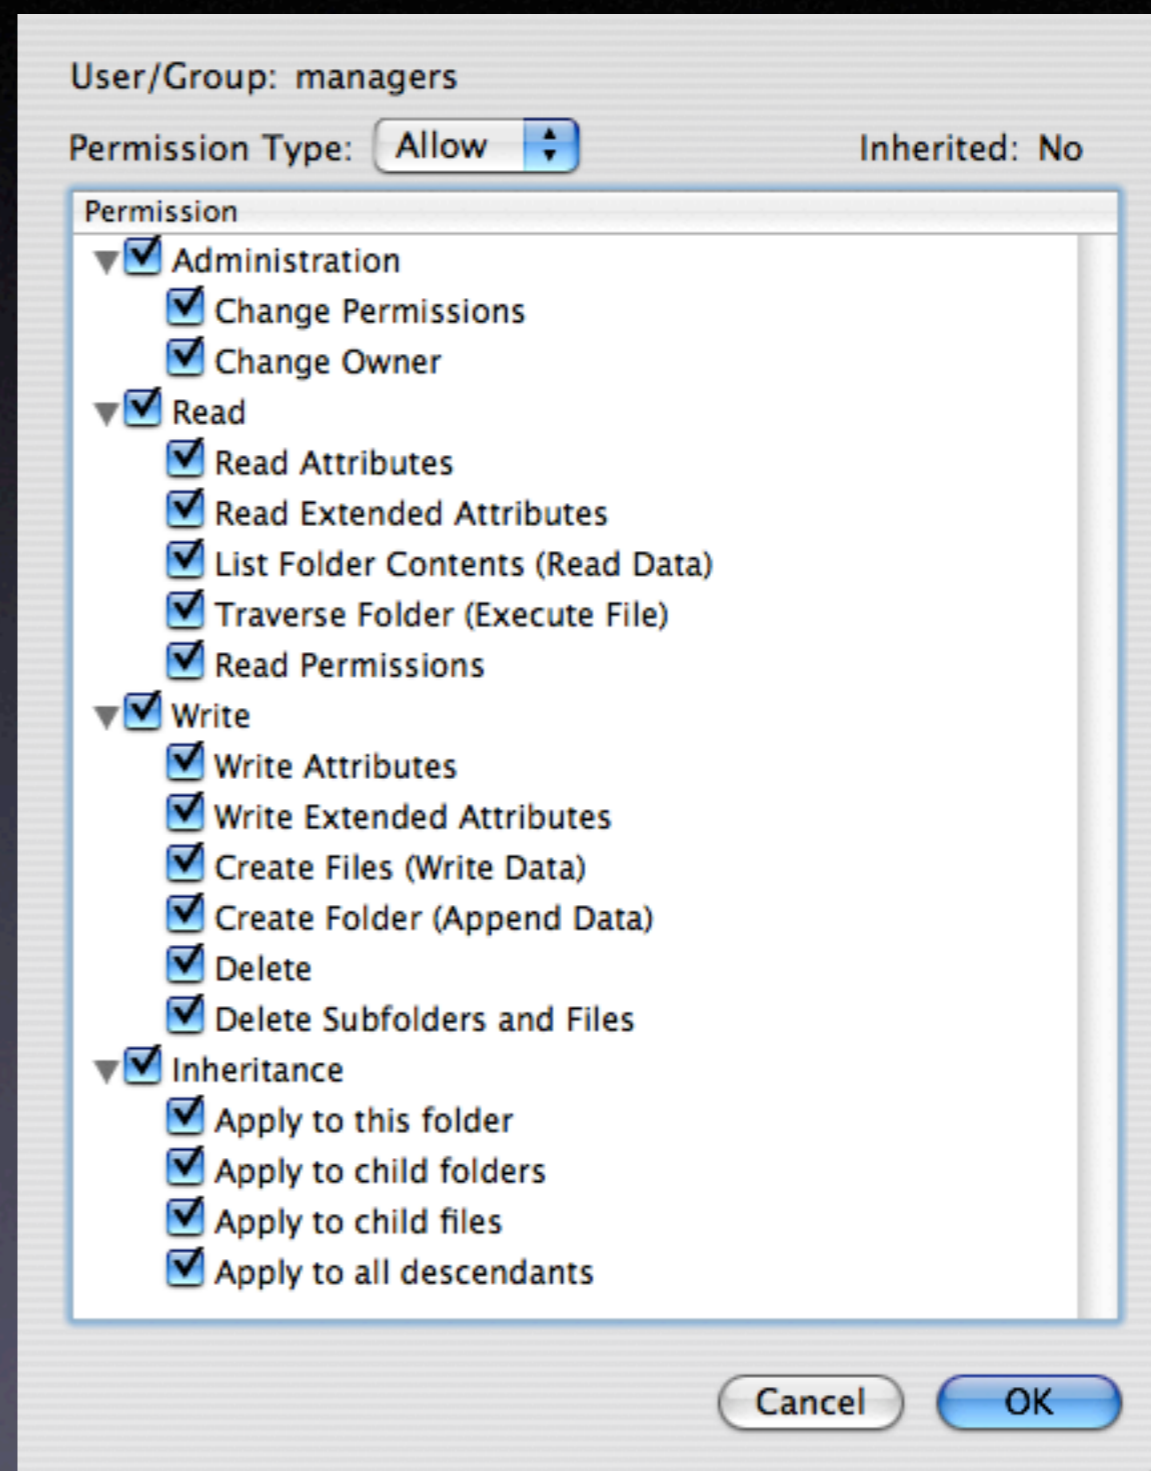 User/Group: managers
Permission Type: Allow Inherited: No
Permission
Administration
Change Permissions
Change Owner
Read
Read Attributes
Read Extended Attributes
List Folder Contents (Read Data)
Traverse Folder (Execute File)
Read Permissions
Write
Write Attributes
Write Extended Attributes
Create Files (Write Data)
Create Folder (Append Data)
Delete
Delete Subfolders and Files
Inheritance
Apply to this folder
Apply to child folders
Apply to child files
Apply to all descendants
Cancel OK